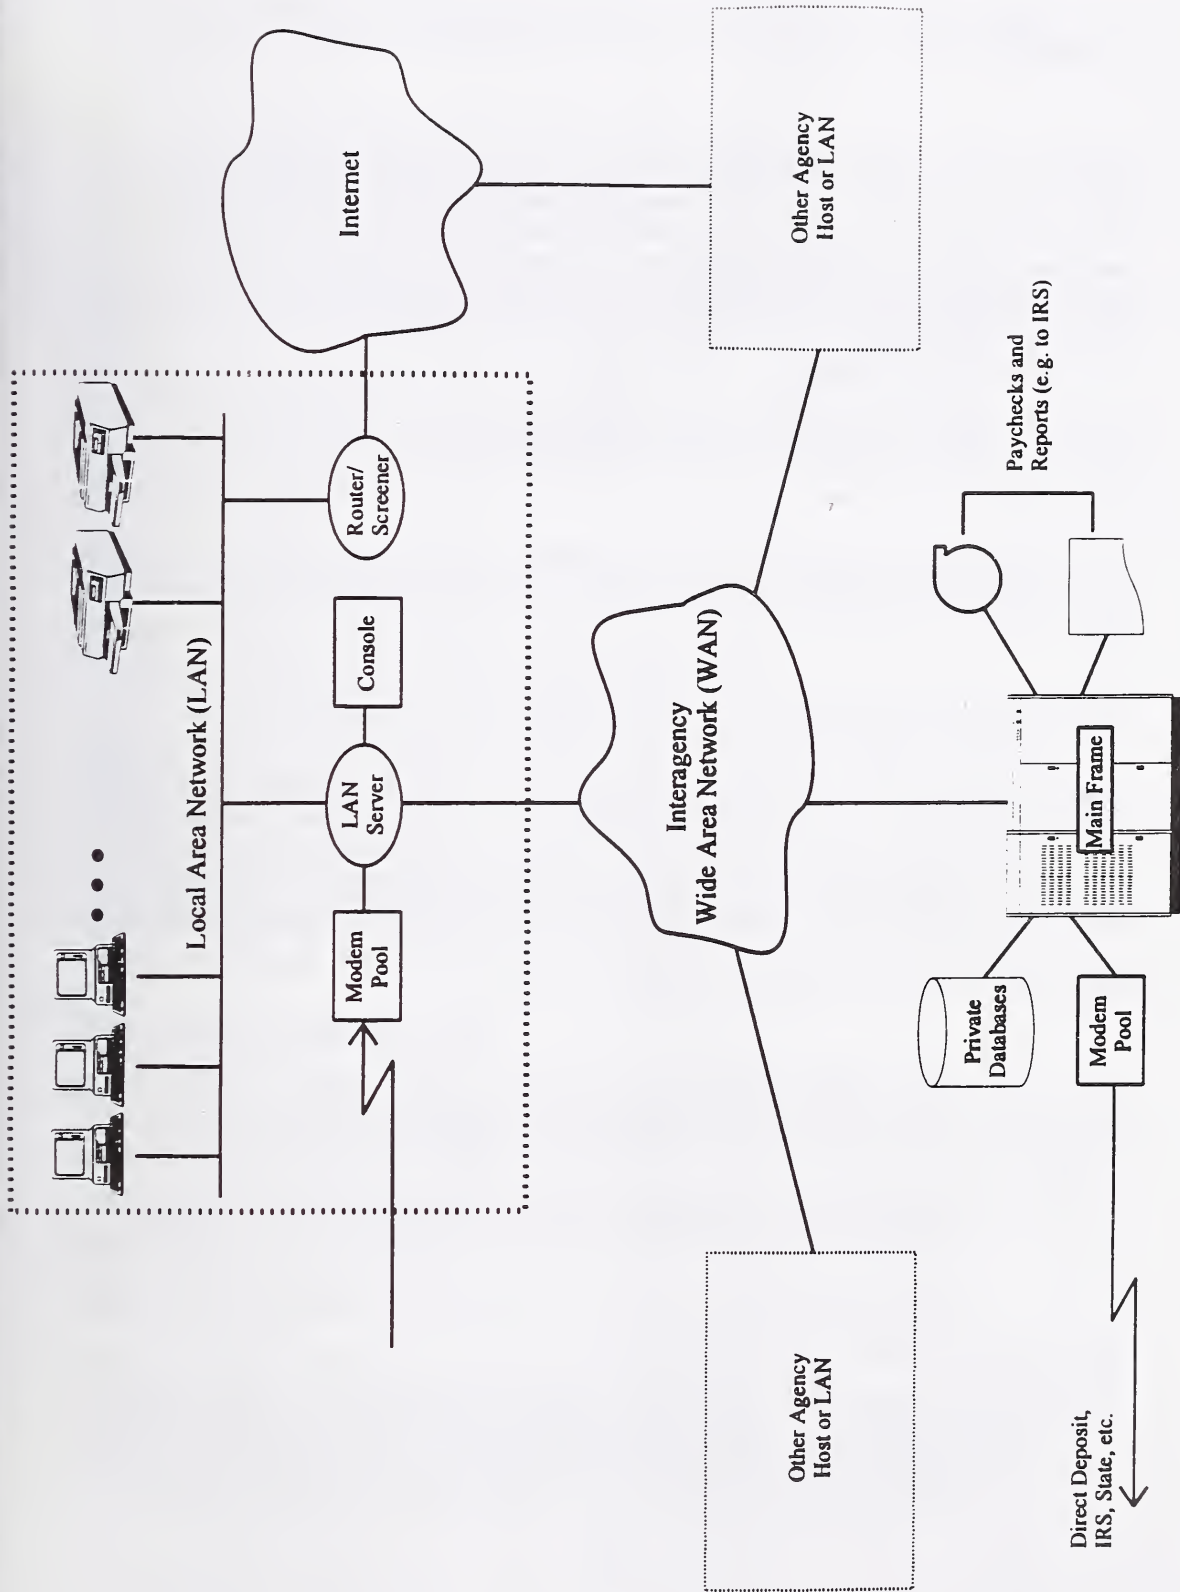 Local Area Network (LAN)
Modem
Pool
LAN
Server
Console
Router/
Screener
Internet
Interagency
Wide Area Network (WAN)
Other Agency
Host or LAN
Other Agency
Host or LAN
Private
Databases
Modem
Pool
Main Frame
Paychecks and
Reports (e.g. to IRS)
Direct Deposit,
IRS, State, etc.